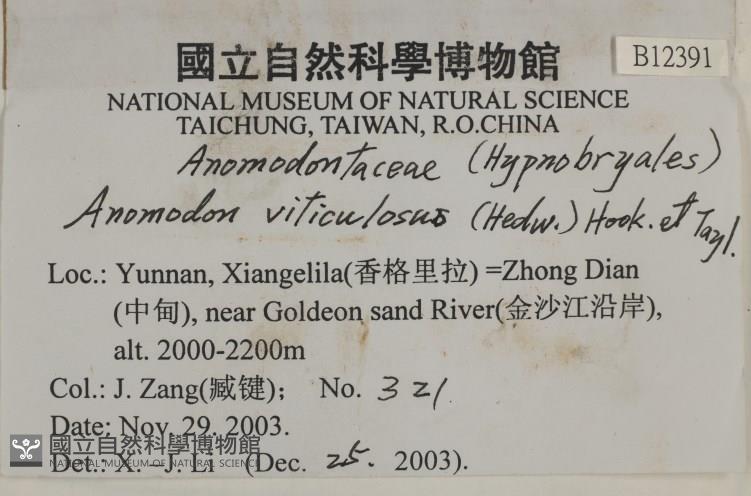 國立自然科學博物館
B12391
NATIONAL MUSEUM OF NATURAL SCIENCE
TAICHUNG, TAIWAN, R.O.CHINA
Anomodontaceae (Hypnobryales)
Anomodon viticulosus (Hedw.) Hook. et Tayl.
Loc.: Yunnan, Xiangelila(香格里拉) =Zhong Dian
(中甸), near Goldeon sand River(金沙江沿岸),
alt. 2000-2200m
Col.: J. Zang(臧键); No. 321
Date: Nov. 29. 2003.
國立自然科學博物館
NATIONAL MUSEUM OF NATURAL SCIENCE
Det.: X. -J. Li (Dec. 25. 2003).